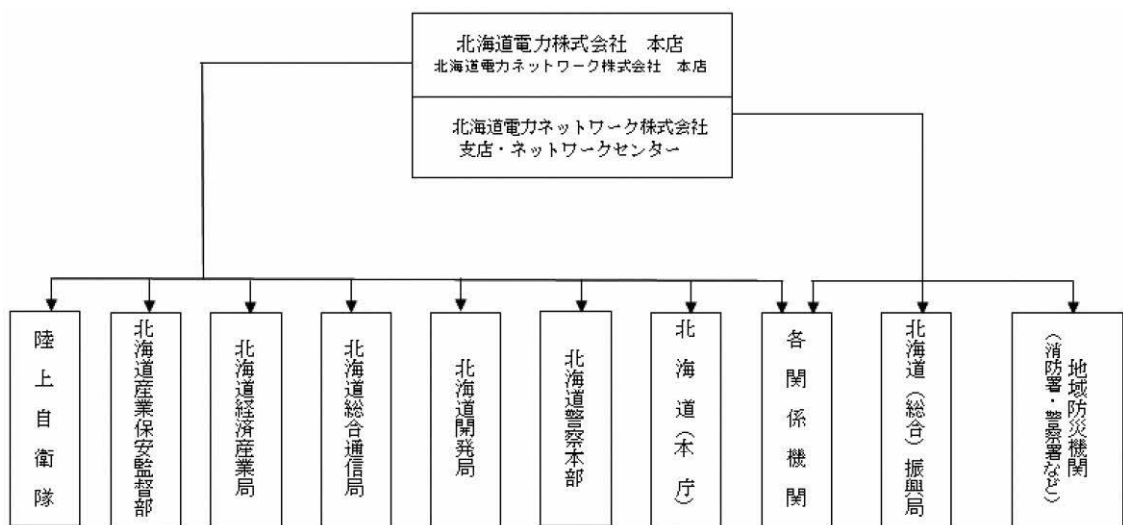 北海道電力株式会社　本店
北海道電力ネットワーク株式会社　本店
北海道電力ネットワーク株式会社
支店・ネットワークセンター
陸上自衛隊
北海道産業保安監督部
北海道経済産業局
北海道総合通信局
北海道開発局
北海道警察本部
北海道（本庁）
各関係機関
北海道（総合）振興局
地域防災機関
（消防署・警察署など）